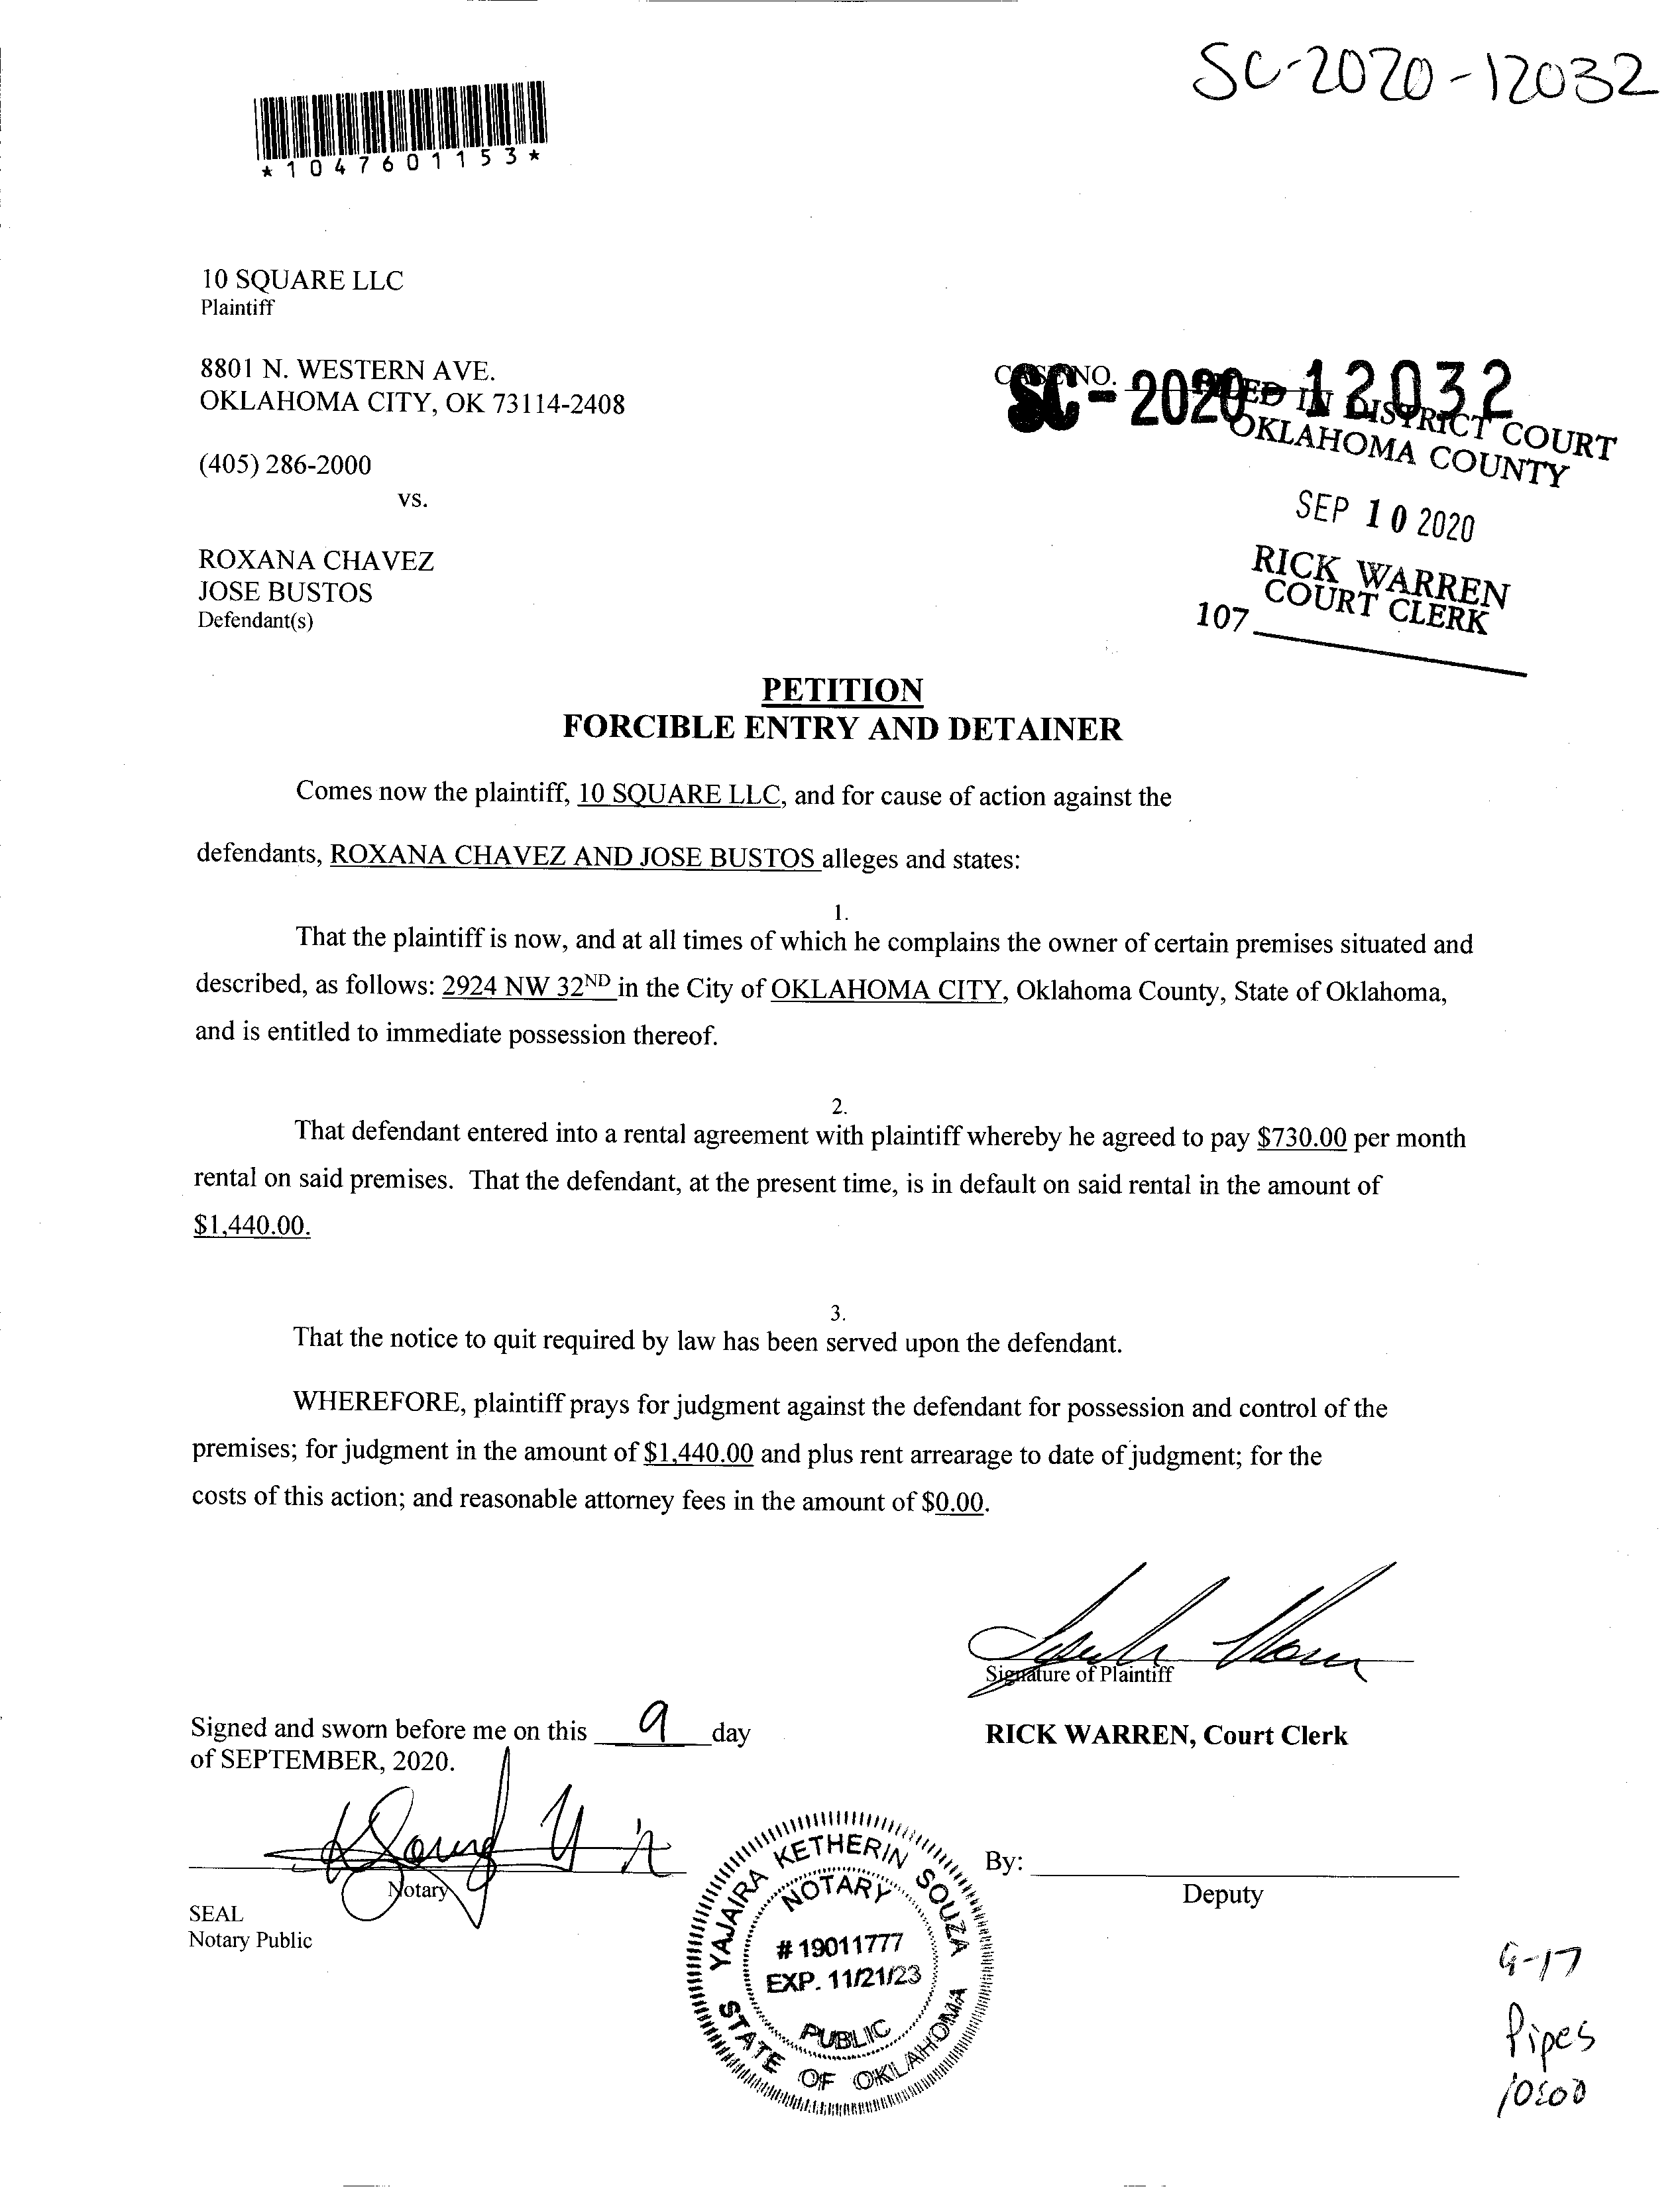 SC-2020-12032
*1047601153*
10 SQUARE LLC
Plaintiff
8801 N. WESTERN AVE.
OKLAHOMA CITY, OK 73114-2408
(405) 286-2000
vs.
ROXANA CHAVEZ
JOSE BUSTOS
Defendant(s)
CASE NO.
SC-2020-12032
FILED IN DISTRICT COURT
OKLAHOMA COUNTY
SEP 10 2020
RICK WARREN
COURT CLERK
107
PETITION
FORCIBLE ENTRY AND DETAINER
Comes now the plaintiff, 10 SQUARE LLC, and for cause of action against the
defendants, ROXANA CHAVEZ AND JOSE BUSTOS alleges and states:
1.
That the plaintiff is now, and at all times of which he complains the owner of certain premises situated and
described, as follows: 2924 NW 32ND in the City of OKLAHOMA CITY, Oklahoma County, State of Oklahoma,
and is entitled to immediate possession thereof.
2.
That defendant entered into a rental agreement with plaintiff whereby he agreed to pay $730.00 per month
rental on said premises. That the defendant, at the present time, is in default on said rental in the amount of
$1,440.00.
3.
That the notice to quit required by law has been served upon the defendant.
WHEREFORE, plaintiff prays for judgment against the defendant for possession and control of the
premises; for judgment in the amount of $1,440.00 and plus rent arrearage to date of judgment; for the
costs of this action; and reasonable attorney fees in the amount of $0.00.
Signature of Plaintiff
Signed and sworn before me on this 9 day
of SEPTEMBER, 2020.
RICK WARREN, Court Clerk
Notary
SEAL
Notary Public
YAJAIRA KETHERIN SOUZA
NOTARY
# 19011777
EXP. 11/21/23
PUBLIC
STATE OF OKLAHOMA
By:
Deputy
9-17
Pipes
10:00